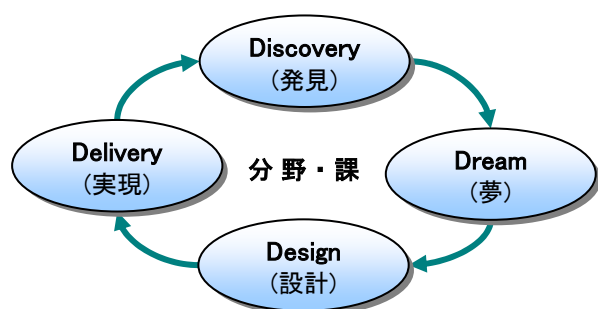 Discovery
（発見）
Delivery
（実現）
分野・課
Dream
（夢）
Design
（設計）